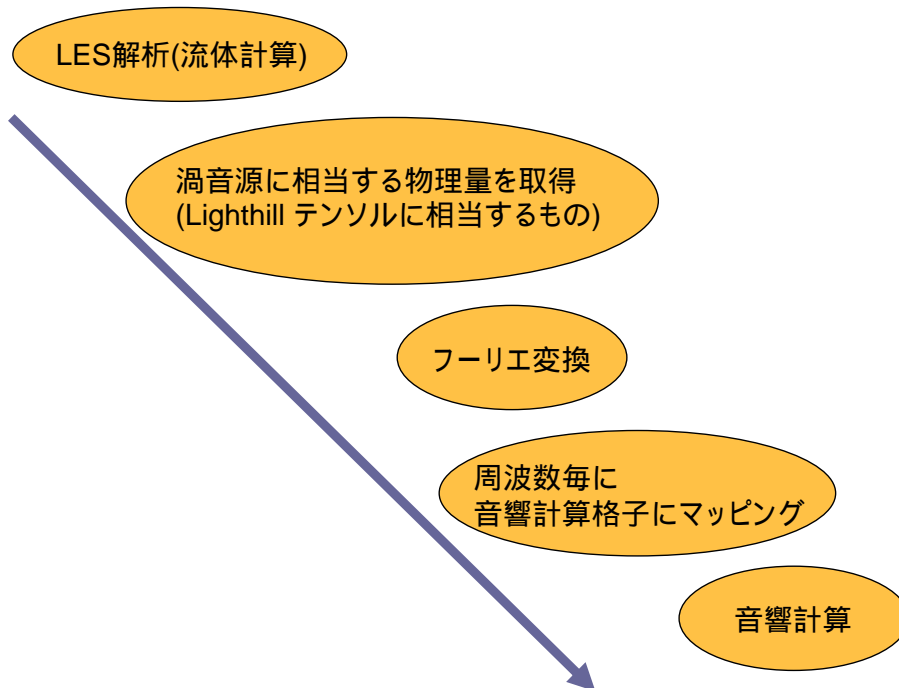 LES解析(流体計算)
渦音源に相当する物理量を取得
(Lighthill テンソルに相当するもの)
フーリエ変換
周波数毎に
音響計算格子にマッピング
音響計算